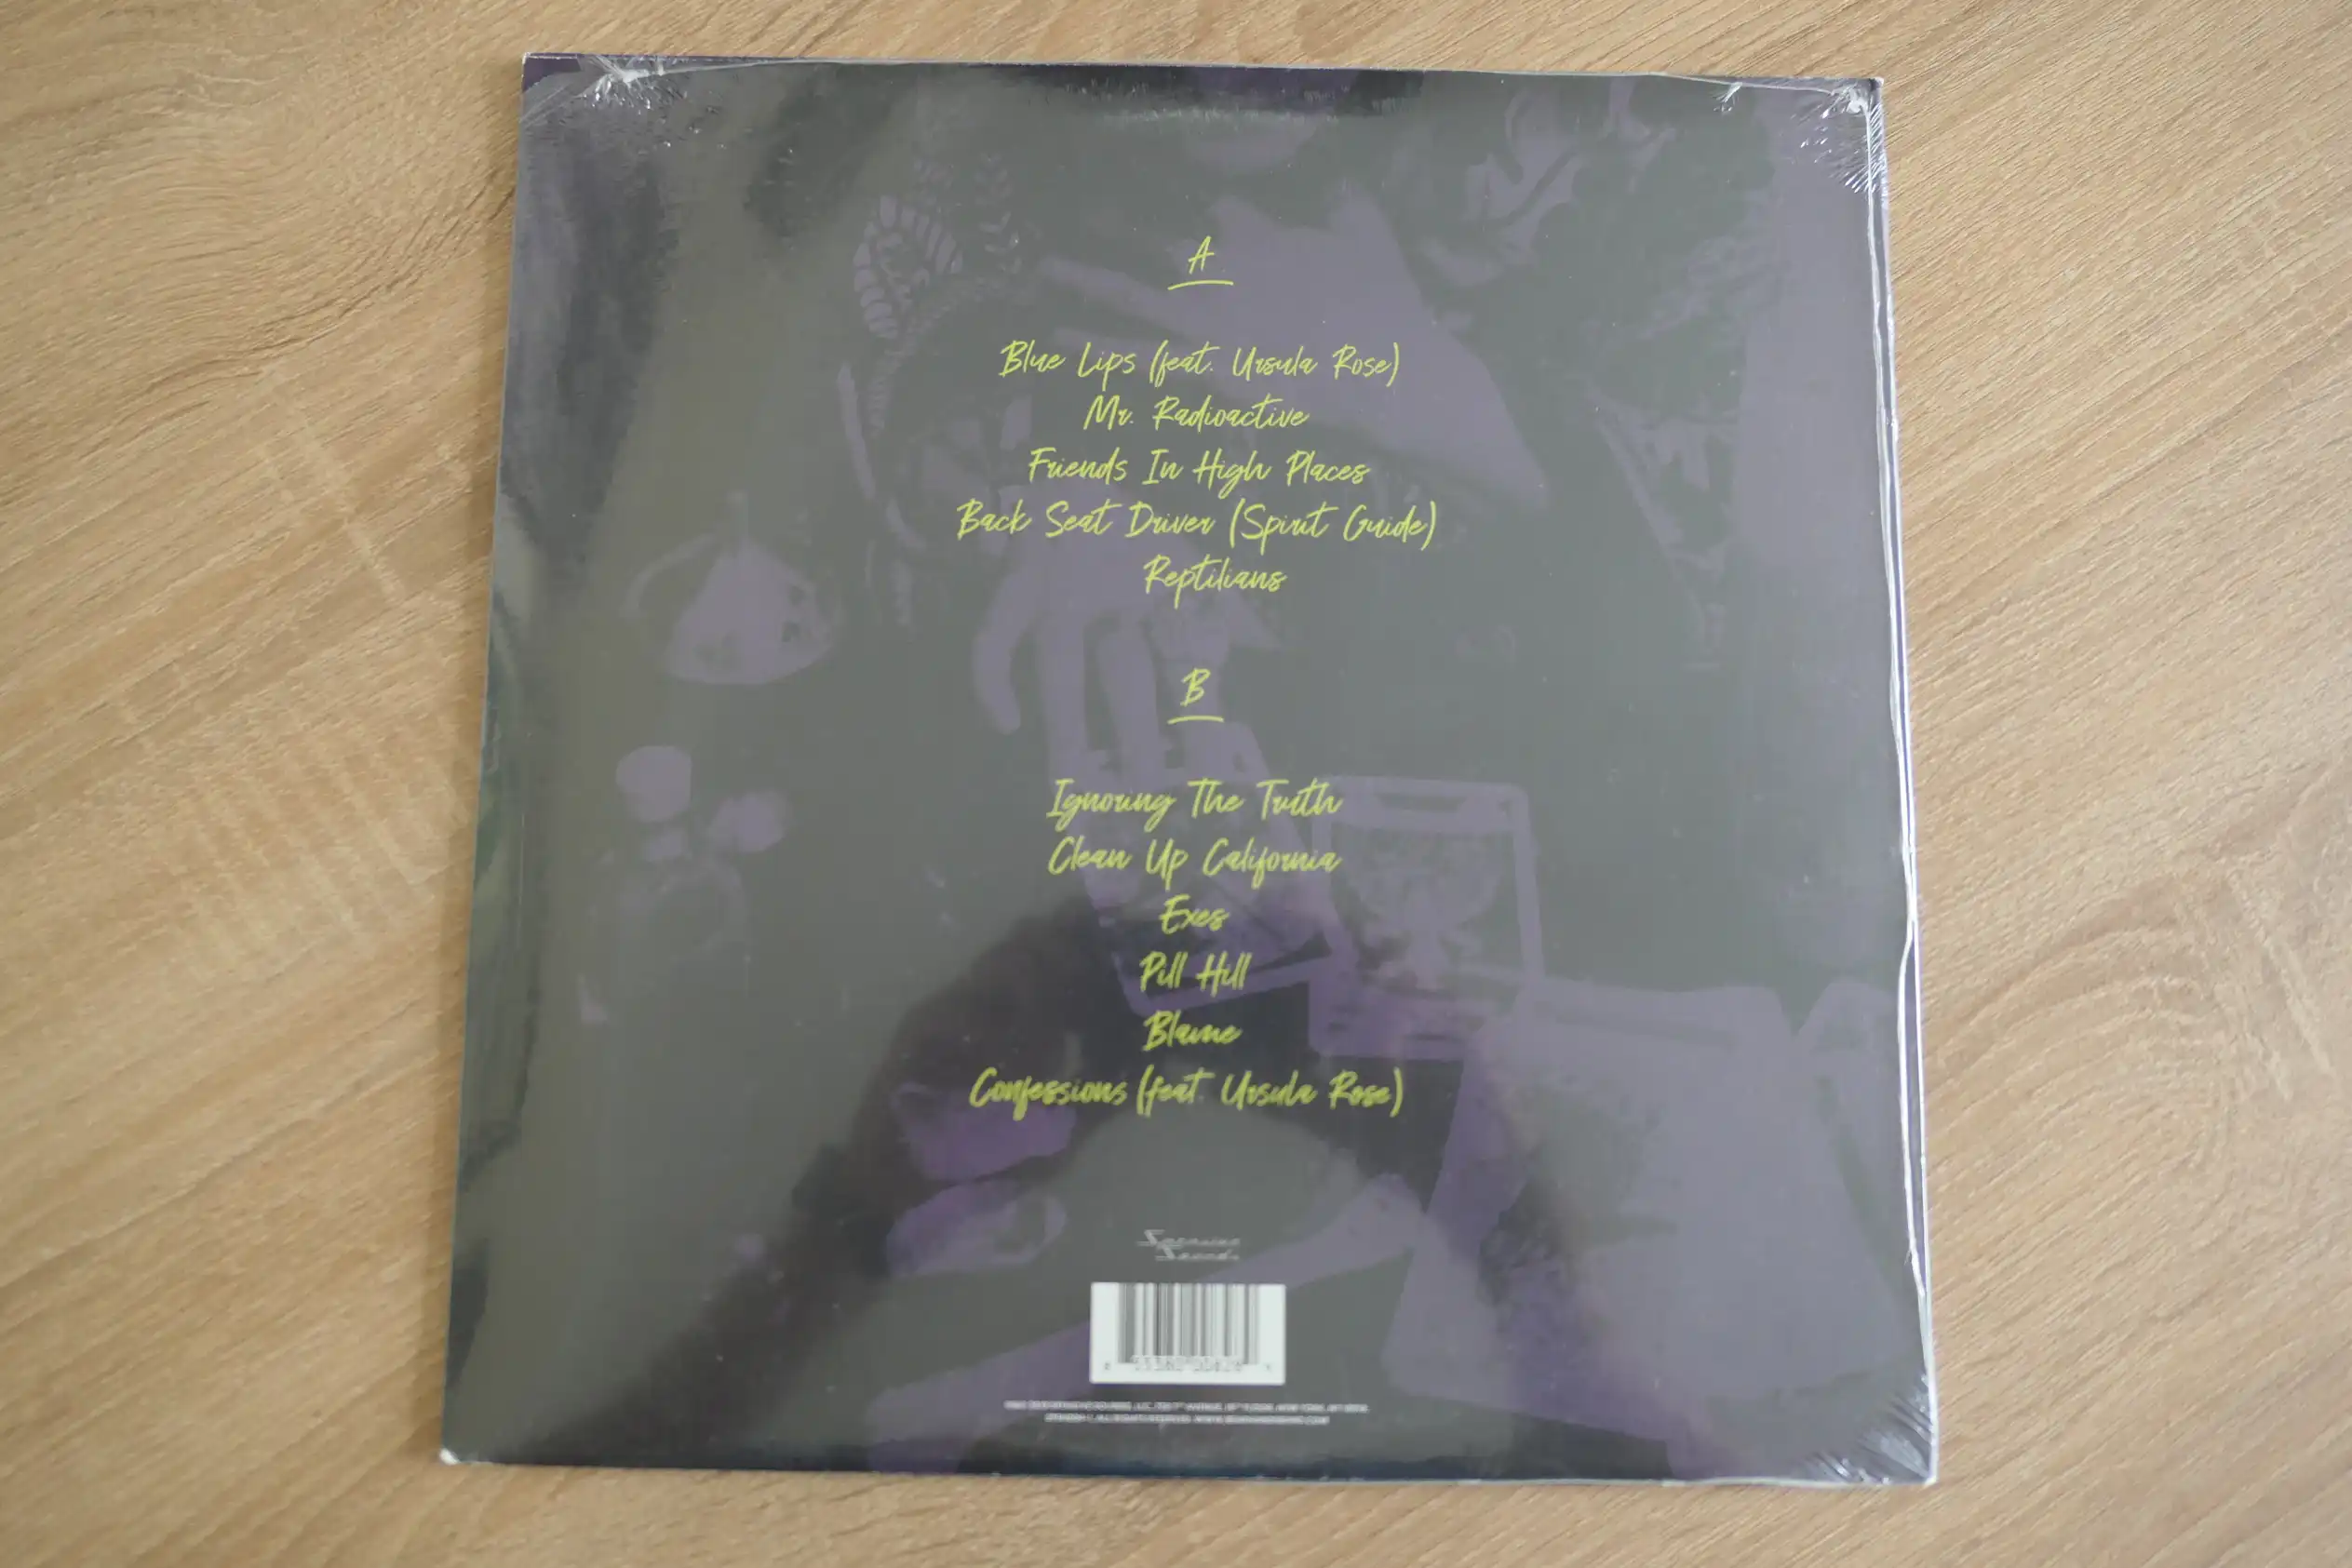 A
Blue Lips (feat. Ursula Rose)
Mr. Radioactive
Friends In High Places
Back Seat Driver (Spirit Guide)
Reptilians
B
Ignoring The Truth
Clean Up California
Exes
Pill Hill
Blame
Confessions (feat. Ursula Rose)